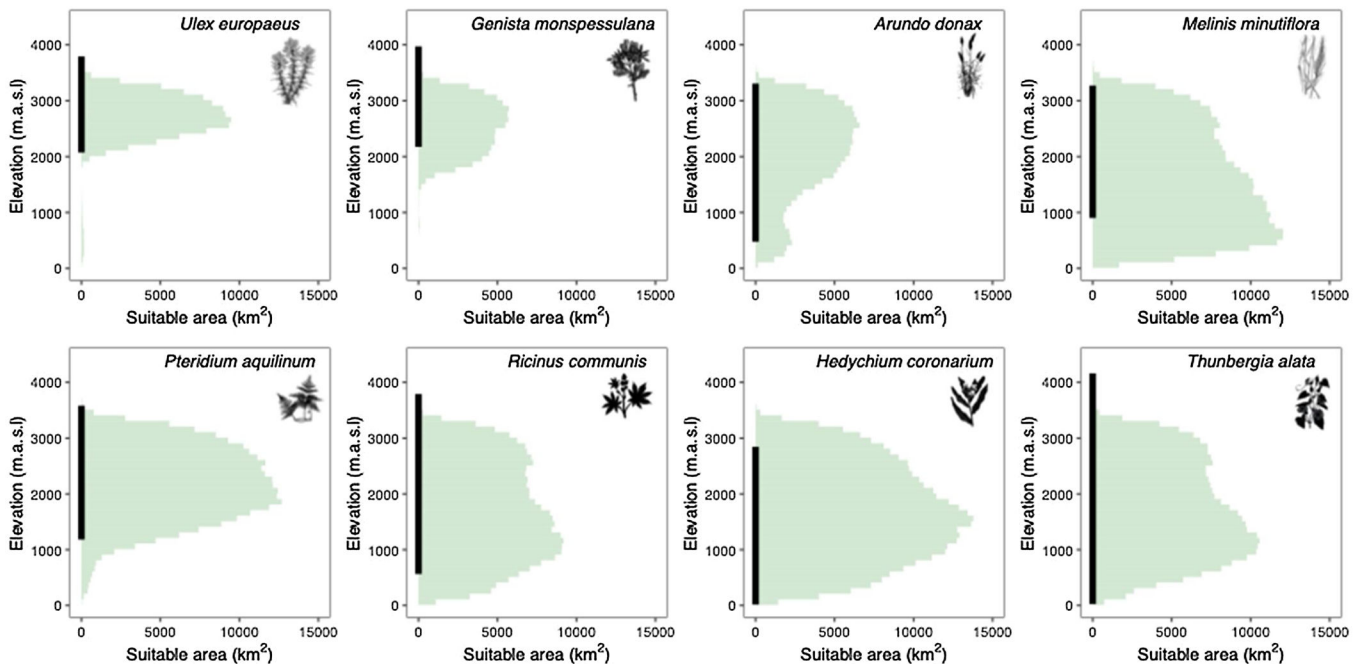 Ulex europaeus
Genista monspessulana
Arundo donax
Melinis minutiflora
Elevation (m.a.s.l)
4000
3000
2000
1000
0
0 5000 10000 15000
Suitable area (km²)
Elevation (m.a.s.l)
4000
3000
2000
1000
0
0 5000 10000 15000
Suitable area (km²)
Elevation (m.a.s.l)
4000
3000
2000
1000
0
0 5000 10000 15000
Suitable area (km²)
Elevation (m.a.s.l)
4000
3000
2000
1000
0
0 5000 10000 15000
Suitable area (km²)
Pteridium aquilinum
Ricinus communis
Hedychium coronarium
Thunbergia alata
Elevation (m.a.s.l)
4000
3000
2000
1000
0
0 5000 10000 15000
Suitable area (km²)
Elevation (m.a.s.l)
4000
3000
2000
1000
0
0 5000 10000 15000
Suitable area (km²)
Elevation (m.a.s.l)
4000
3000
2000
1000
0
0 5000 10000 15000
Suitable area (km²)
Elevation (m.a.s.l)
4000
3000
2000
1000
0
0 5000 10000 15000
Suitable area (km²)